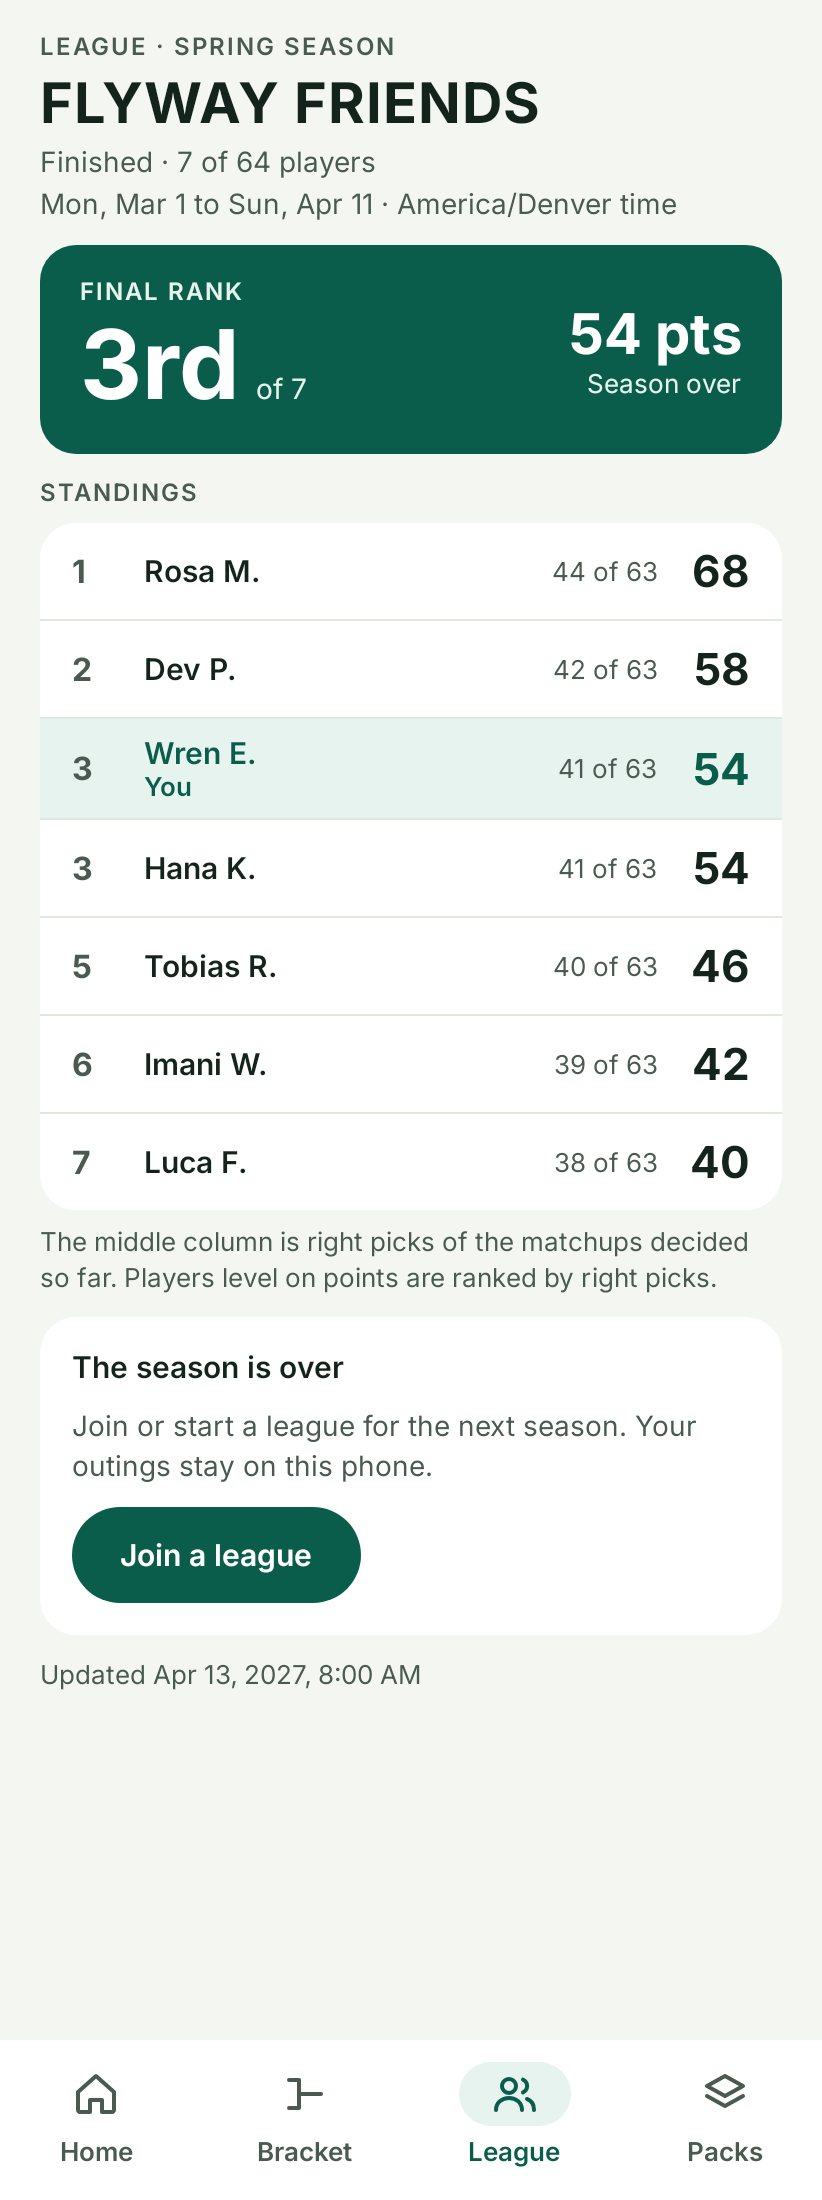 LEAGUE · SPRING SEASON
FLYWAY FRIENDS
Finished · 7 of 64 players
Mon, Mar 1 to Sun, Apr 11 · America/Denver time
FINAL RANK
3rd of 7
54 pts
Season over
STANDINGS
1 Rosa M. 44 of 63 68
2 Dev P. 42 of 63 58
3 Wren E. 41 of 63 54
You
3 Hana K. 41 of 63 54
5 Tobias R. 40 of 63 46
6 Imani W. 39 of 63 42
7 Luca F. 38 of 63 40
The middle column is right picks of the matchups decided
so far. Players level on points are ranked by right picks.
The season is over
Join or start a league for the next season. Your
outings stay on this phone.
Join a league
Updated Apr 13, 2027, 8:00 AM
Home Bracket League Packs